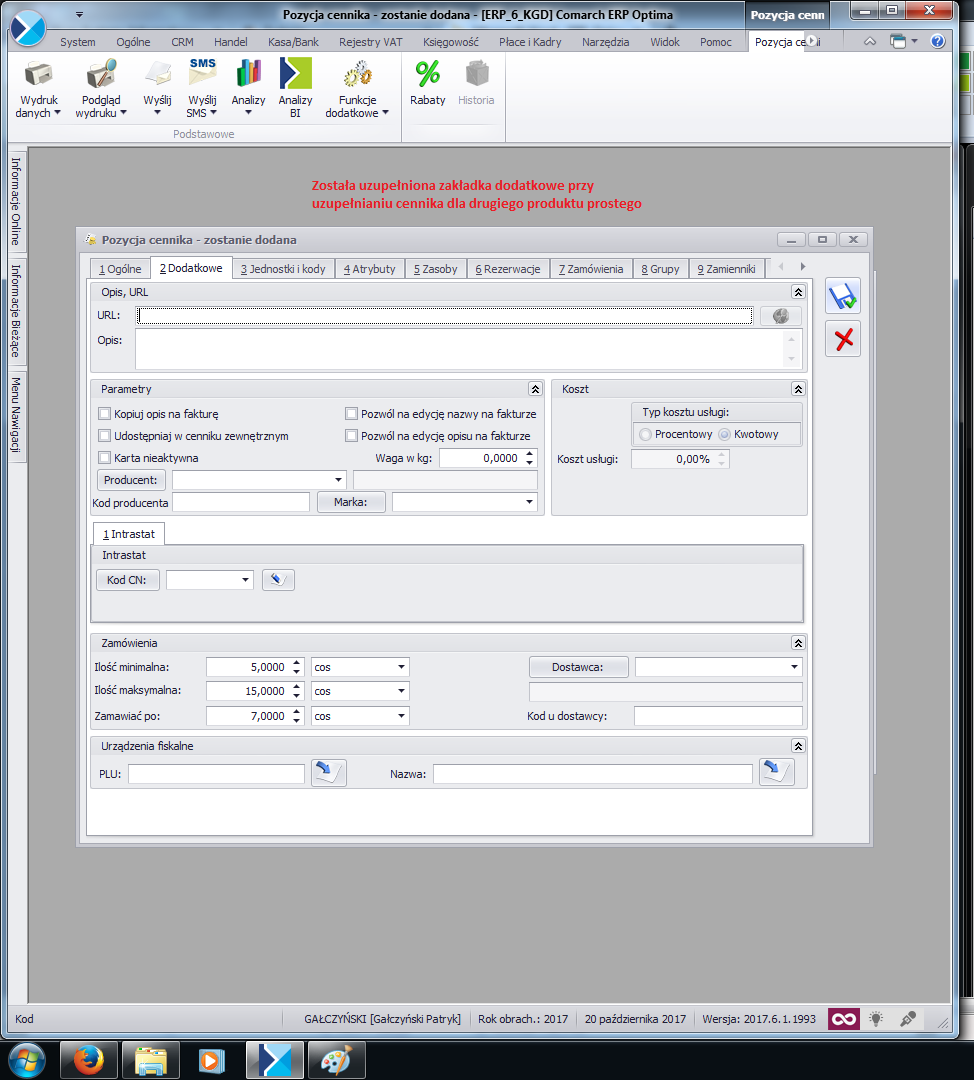 Pozycja cennika - zostanie dodana - [ERP_6_KGD] Comarch ERP Optima
Pozycja cenn
System Ogólne CRM Handel Kasa/Bank Rejestry VAT Księgowość Płace i Kadry Narzędzia Widok Pomoc Pozycja ce
Wydruk danych
Podgląd wydruku
Wyślij
SMS
Wyślij SMS
Analizy
Analizy BI
Funkcje dodatkowe
Rabaty
Historia
Podstawowe
Informacje Online
Informacje Bieżące
Menu Nawigacji
Została uzupełniona zakładka dodatkowe przy
uzupełnianiu cennika dla drugiego produktu prostego
Pozycja cennika - zostanie dodana
1 Ogólne 2 Dodatkowe 3 Jednostki i kody 4 Atrybuty 5 Zasoby 6 Rezerwacje 7 Zamówienia 8 Grupy 9 Zamienniki
Opis, URL
URL:
Opis:
Parametry
Kopiuj opis na fakturę
Pozwól na edycję nazwy na fakturze
Udostępniaj w cenniku zewnętrznym
Pozwól na edycję opisu na fakturze
Karta nieaktywna
Waga w kg: 0,0000
Producent:
Kod producenta
Marka:
Koszt
Typ kosztu usługi:
Procentowy Kwotowy
Koszt usługi: 0,00%
1 Intrastat
Intrastat
Kod CN:
Zamówienia
Ilość minimalna: 5,0000 cos
Dostawca:
Ilość maksymalna: 15,0000 cos
Zamawiać po: 7,0000 cos
Kod u dostawcy:
Urządzenia fiskalne
PLU:
Nazwa:
Kod
GAŁCZYŃSKI [Gałczyński Patryk]
Rok obrach.: 2017
20 października 2017
Wersja: 2017.6.1.1993